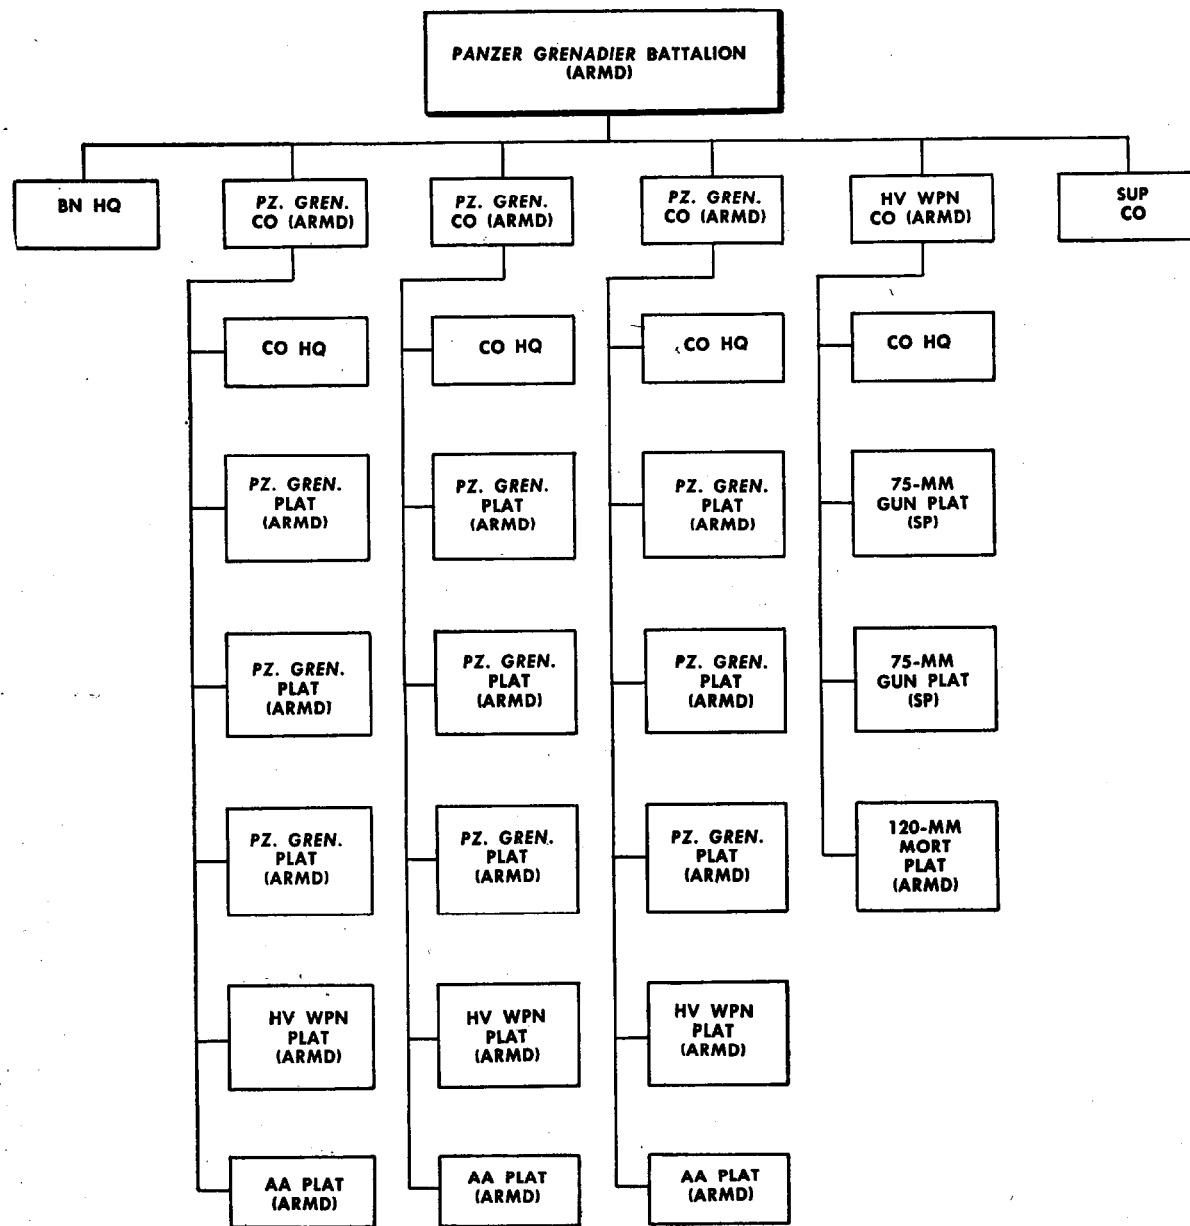 PANZER GRENADIER BATTALION
(ARMD)
BN HQ
PZ. GREN.
CO (ARMD)
PZ. GREN.
CO (ARMD)
PZ. GREN.
CO (ARMD)
HV WPN
CO (ARMD)
SUP
CO
CO HQ
CO HQ
CO HQ
CO HQ
PZ. GREN.
PLAT
(ARMD)
PZ. GREN.
PLAT
(ARMD)
PZ. GREN.
PLAT
(ARMD)
75-MM
GUN PLAT
(SP)
PZ. GREN.
PLAT
(ARMD)
PZ. GREN.
PLAT
(ARMD)
PZ. GREN.
PLAT
(ARMD)
75-MM
GUN PLAT
(SP)
PZ. GREN.
PLAT
(ARMD)
PZ. GREN.
PLAT
(ARMD)
PZ. GREN.
PLAT
(ARMD)
120-MM
MORT
PLAT
(ARMD)
HV WPN
PLAT
(ARMD)
HV WPN
PLAT
(ARMD)
HV WPN
PLAT
(ARMD)
AA PLAT
(ARMD)
AA PLAT
(ARMD)
AA PLAT
(ARMD)